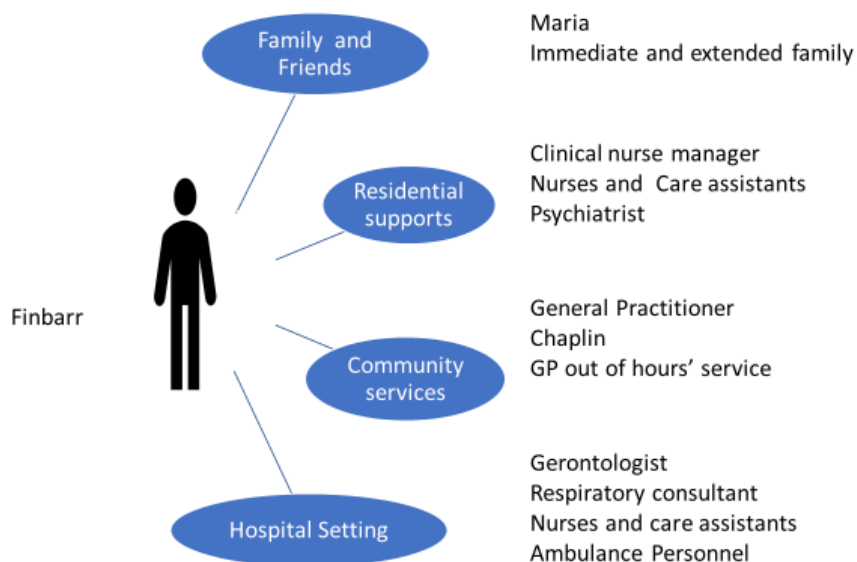 Family and
Friends
Maria
Immediate and extended family
Residential
supports
Clinical nurse manager
Nurses and Care assistants
Psychiatrist
Finbarr
Community
services
General Practitioner
Chaplin
GP out of hours’ service
Hospital Setting
Gerontologist
Respiratory consultant
Nurses and care assistants
Ambulance Personnel